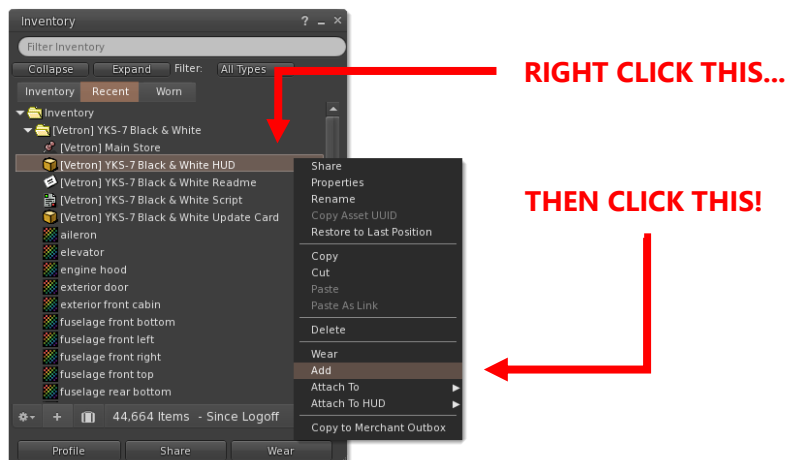 Inventory
Filter Inventory
Collapse Expand Filter: All Types
Inventory Recent Worn
Inventory
[Vetron] YKS-7 Black & White
[Vetron] Main Store
[Vetron] YKS-7 Black & White HUD
[Vetron] YKS-7 Black & White Readme
[Vetron] YKS-7 Black & White Script
[Vetron] YKS-7 Black & White Update Card
aileron
elevator
engine hood
exterior door
exterior front cabin
fuselage front bottom
fuselage front left
fuselage front right
fuselage front top
fuselage rear bottom
44,664 Items - Since Logoff
Profile Share Wear
Share
Properties
Rename
Copy Asset UUID
Restore to Last Position
Copy
Cut
Paste
Paste As Link
Delete
Wear
Add
Attach To
Attach To HUD
Copy to Merchant Outbox
RIGHT CLICK THIS...
THEN CLICK THIS!